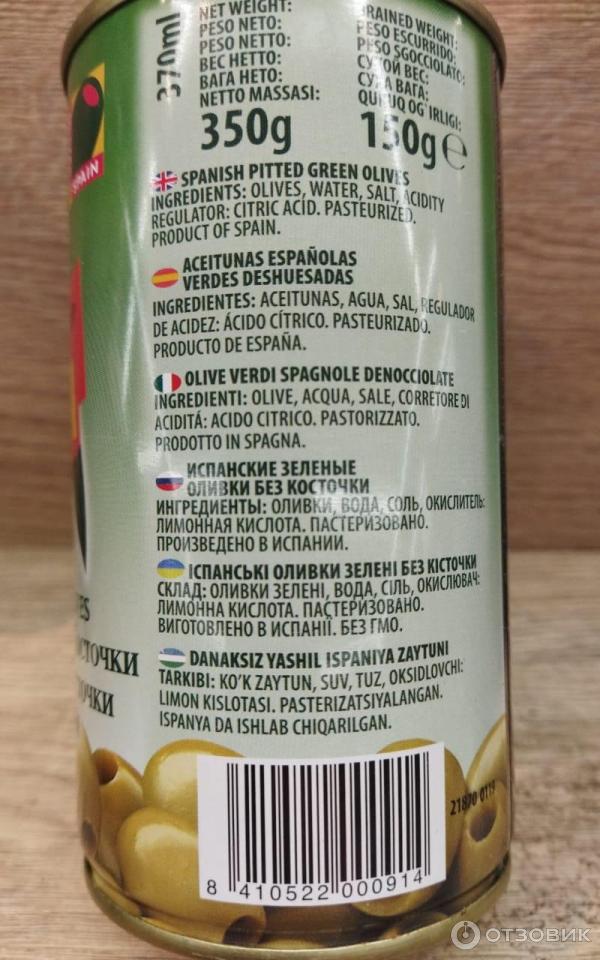 370ml
NET WEIGHT:
PESO NETO:
PESO NETTO:
ВЕС НЕТТО:
ВАГА НЕТО:
NETTO MASSASI:
350g
DRAINED WEIGHT:
PESO ESCURRIDO:
PESO SGOCCIOLATO:
СУХОЙ ВЕС:
СУХА ВАГА:
QURUQ OG'IRLIGI:
150g ℮
SPAIN
SPANISH PITTED GREEN OLIVES
INGREDIENTS: OLIVES, WATER, SALT, ACIDITY
REGULATOR: CITRIC ACID. PASTEURIZED.
PRODUCT OF SPAIN.
ACEITUNAS ESPAÑOLAS
VERDES DESHUESADAS
INGREDIENTES: ACEITUNAS, AGUA, SAL, REGULADOR
DE ACIDEZ: ÁCIDO CÍTRICO. PASTEURIZADO.
PRODUCTO DE ESPAÑA.
OLIVE VERDI SPAGNOLE DENOCCIOLATE
INGREDIENTI: OLIVE, ACQUA, SALE, CORRETORE DI
ACIDITÁ: ACIDO CITRICO. PASTORIZZATO.
PRODOTTO IN SPAGNA.
ИСПАНСКИЕ ЗЕЛЕНЫЕ
ОЛИВКИ БЕЗ КОСТОЧКИ
ИНГРЕДИЕНТЫ: ОЛИВКИ, ВОДА, СОЛЬ, ОКИСЛИТЕЛЬ:
ЛИМОННАЯ КИСЛОТА. ПАСТЕРИЗОВАНО.
ПРОИЗВЕДЕНО В ИСПАНИИ.
ІСПАНСЬКІ ОЛИВКИ ЗЕЛЕНІ БЕЗ КІСТОЧКИ
СКЛАД: ОЛИВКИ ЗЕЛЕНІ, ВОДА, СІЛЬ, ОКИСЛЮВАЧ:
ЛИМОННА КИСЛОТА. ПАСТЕРИЗОВАНО.
ВИГОТОВЛЕНО В ИСПАНІЇ. БЕЗ ГМО.
DANAKSIZ YASHIL ISPANIYA ZAYTUNI
TARKIBI: KO'K ZAYTUN, SUV, TUZ, OKSIDLOVCHI:
LIMON KISLOTASI. PASTERIZATSIYALANGAN.
ISPANYA DA ISHLAB CHIQARILGAN.
8 410522 000914
ОТЗОВИК